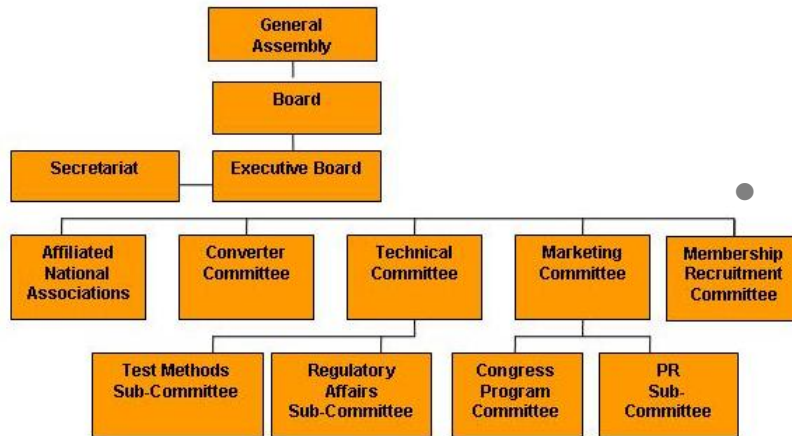 General
Assembly
Board
Secretariat
Executive Board
Affiliated
National
Associations
Converter
Committee
Technical
Committee
Marketing
Committee
Membership
Recruitment
Committee
Test Methods
Sub-Committee
Regulatory
Affairs
Sub-Committee
Congress
Program
Committee
PR
Sub-
Committee